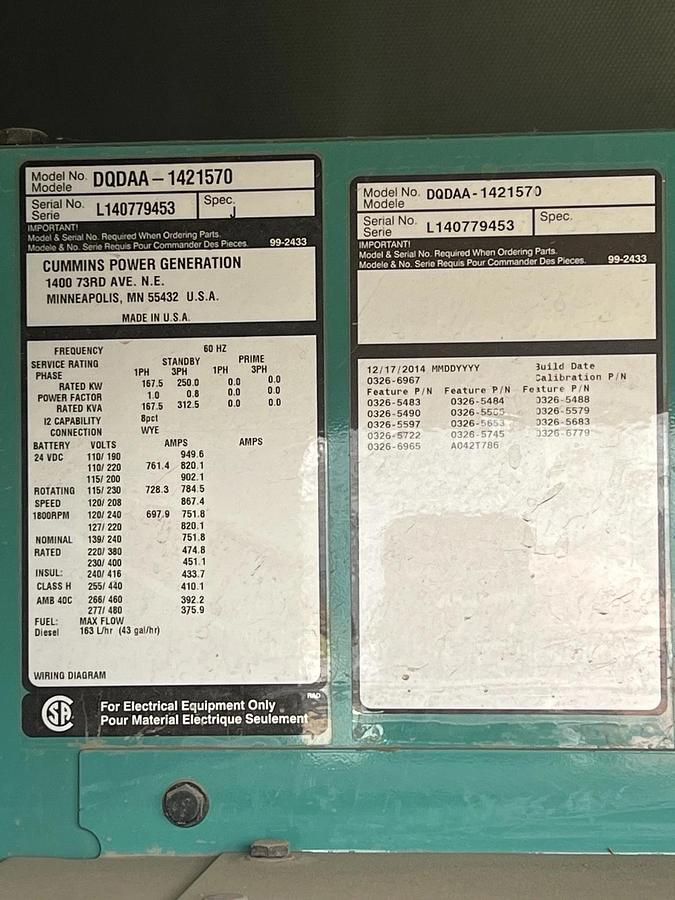 Model No. DQDAA-1421570
Modele
Serial No. L140779453 Spec. J
Serie
IMPORTANT!
Model & Serial No. Required When Ordering Parts.
Modele & No. Serie Requis Pour Commander Des Pieces. 99-2433
CUMMINS POWER GENERATION
1400 73RD AVE. N.E.
MINNEAPOLIS, MN 55432 U.S.A.
MADE IN U.S.A.
FREQUENCY 60 HZ
SERVICE RATING STANDBY PRIME
PHASE 1PH 3PH 1PH 3PH
RATED KW 167.5 250.0 0.0 0.0
POWER FACTOR 1.0 0.8 0.0 0.0
RATED KVA 167.5 312.5 0.0 0.0
I2 CAPABILITY 8pct
CONNECTION WYE
BATTERY VOLTS AMPS AMPS
24 VDC 110/190 949.6
110/220 761.4 820.1
115/200 902.1
ROTATING 115/230 728.3 784.5
SPEED 120/208 867.4
1800RPM 120/240 697.9 751.8
127/220 820.1
NOMINAL 139/240 751.8
RATED 220/380 474.8
230/400 451.1
INSUL: 240/416 433.7
CLASS H 255/440 410.1
AMB 40C 266/460 392.2
277/480 375.9
FUEL: MAX FLOW
Diesel 163 L/hr (43 gal/hr)
WIRING DIAGRAM
R&D
SA For Electrical Equipment Only
Pour Material Electrique Seulement
Model No. DQDAA-1421570
Modele
Serial No. L140779453 Spec.
Serie
IMPORTANT!
Model & Serial No. Required When Ordering Parts.
Modele & No. Serie Requis Pour Commander Des Pieces. 99-2433
12/17/2014 MMDDYYYY Build Date
0326-6967 Calibration P/N
Feature P/N Feature P/N Feature P/N
0326-5483 0326-5484 0326-5488
0326-5490 0326-5579
0326-5597 0326-5653 0326-5683
0326-5722 0326-5745 0326-6779
0326-6965 A042T786